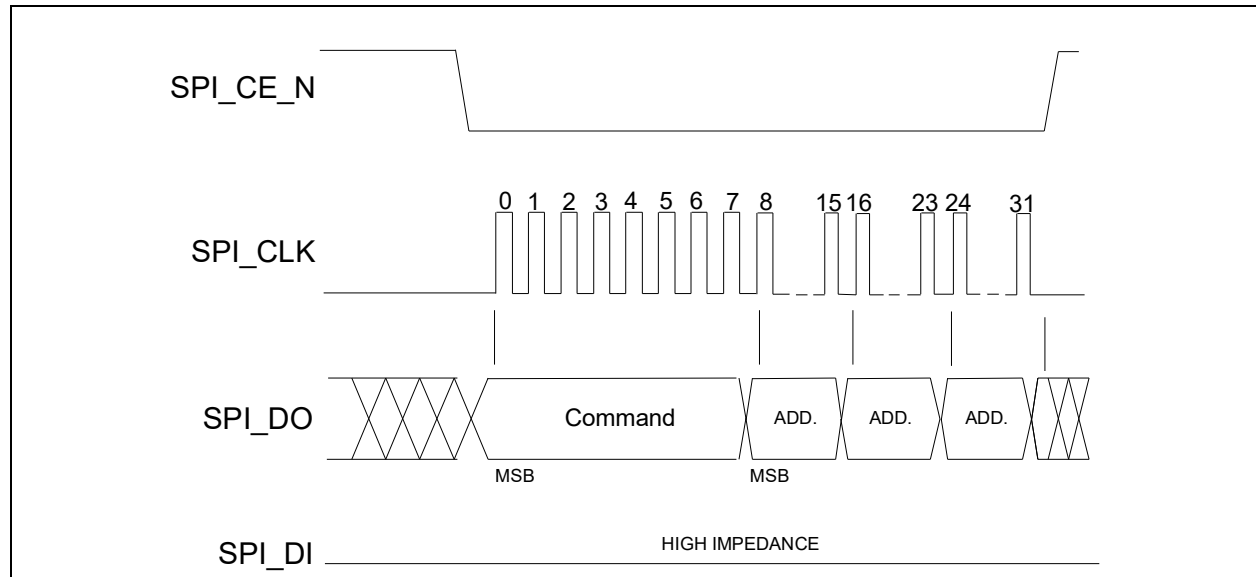 SPI_CE_N
0 1 2 3 4 5 6 7 8 15 16 23 24 31
SPI_CLK
SPI_DO Command ADD. ADD. ADD.
MSB MSB
HIGH IMPEDANCE
SPI_DI